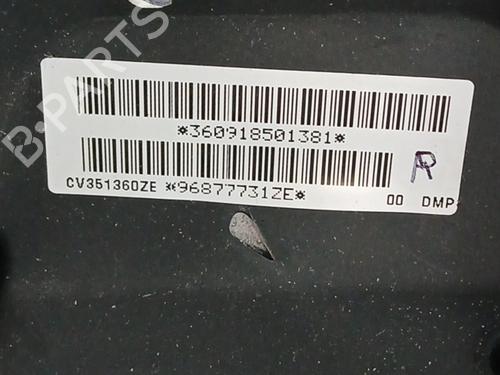 B-PARTS
*360918501381*
R
CV351360ZE *96877731ZE* 00 DMP